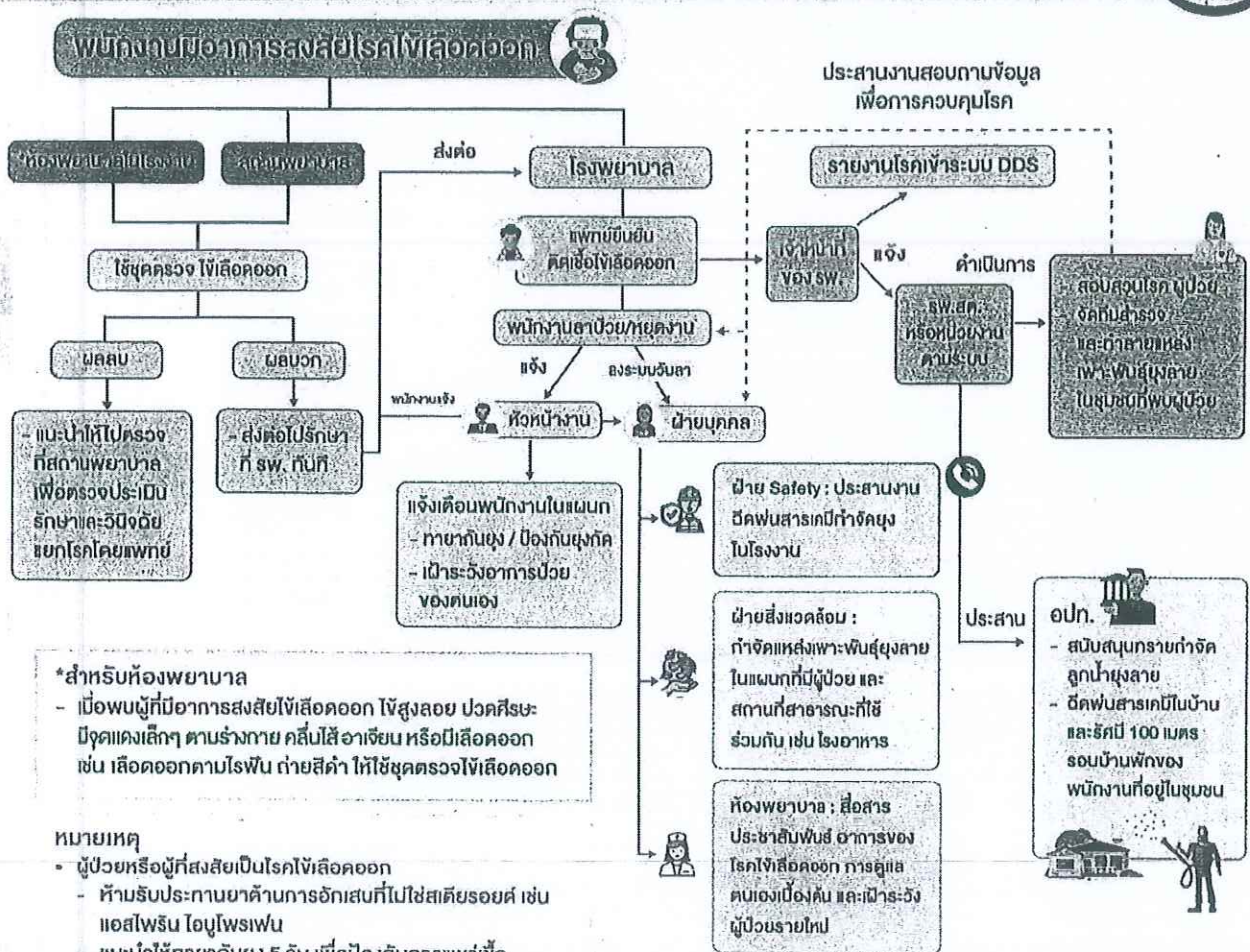 พนักงานมีอาการสงสัยโรคไข้เลือดออก
ประสานงานสอบถามข้อมูล
เพื่อการควบคุมโรค
*ห้องพยาบาลในโรงงาน
สถานพยาบาล
ส่งต่อ
โรงพยาบาล
รายงานโรคเข้าระบบ DDS
แพทย์ยืนยัน
ติดเชื้อไข้เลือดออก
เจ้าหน้าที่
ของ รพ.
แจ้ง
ดำเนินการ
ใช้ชุดตรวจ ไข้เลือดออก
รพ.สต.
หรือหน่วยงาน
ตามระบบ
- สอบสวนโรค ผู้ป่วย
- จัดทีมสำรวจ
และทำลายแหล่ง
เพาะพันธุ์ยุงลาย
ในชุมชนที่พบผู้ป่วย
พนักงานลาป่วย/หยุดงาน
ผลลบ
ผลบวก
แจ้ง
ลงระบบวันลา
พนักงานแจ้ง
หัวหน้างาน
ฝ่ายบุคคล
- แนะนำให้ไปตรวจ
ที่สถานพยาบาล
เพื่อตรวจประเมิน
รักษาและวินิจฉัย
แยกโรคโดยแพทย์
- ส่งต่อไปรักษา
ที่ รพ. ทันที
แจ้งเตือนพนักงานในแผนก
- ทายากันยุง / ป้องกันยุงกัด
- เฝ้าระวังอาการป่วย
ของตนเอง
ฝ่าย Safety : ประสานงาน
ฉีดพ่นสารเคมีกำจัดยุง
ในโรงงาน
ฝ่ายสิ่งแวดล้อม :
กำจัดแหล่งเพาะพันธุ์ยุงลาย
ในแผนกที่มีผู้ป่วย และ
สถานที่สาธารณะที่ใช้
ร่วมกัน เช่น โรงอาหาร
ประสาน
อปท.
- สนับสนุนทรายกำจัด
ลูกน้ำยุงลาย
- ฉีดพ่นสารเคมีในบ้าน
และรัศมี 100 เมตร
รอบบ้านพักของ
พนักงานที่อยู่ในชุมชน
*สำหรับห้องพยาบาล
- เมื่อพบผู้ที่มีอาการสงสัยไข้เลือดออก ไข้สูงลอย ปวดศีรษะ
มีจุดแดงเล็กๆ ตามร่างกาย คลื่นไส้ อาเจียน หรือมีเลือดออก
เช่น เลือดออกตามไรฟัน ถ่ายสีดำ ให้ใช้ชุดตรวจไข้เลือดออก
ห้องพยาบาล : สื่อสาร
ประชาสัมพันธ์ อาการของ
โรคไข้เลือดออก การดูแล
ตนเองเบื้องต้น และเฝ้าระวัง
ผู้ป่วยรายใหม่
หมายเหตุ
• ผู้ป่วยหรือผู้ที่สงสัยเป็นโรคไข้เลือดออก
- ห้ามรับประทานยาต้านการอักเสบที่ไม่ใช่สเตียรอยด์ เช่น
แอสไพริน ไอบูโพรเฟน